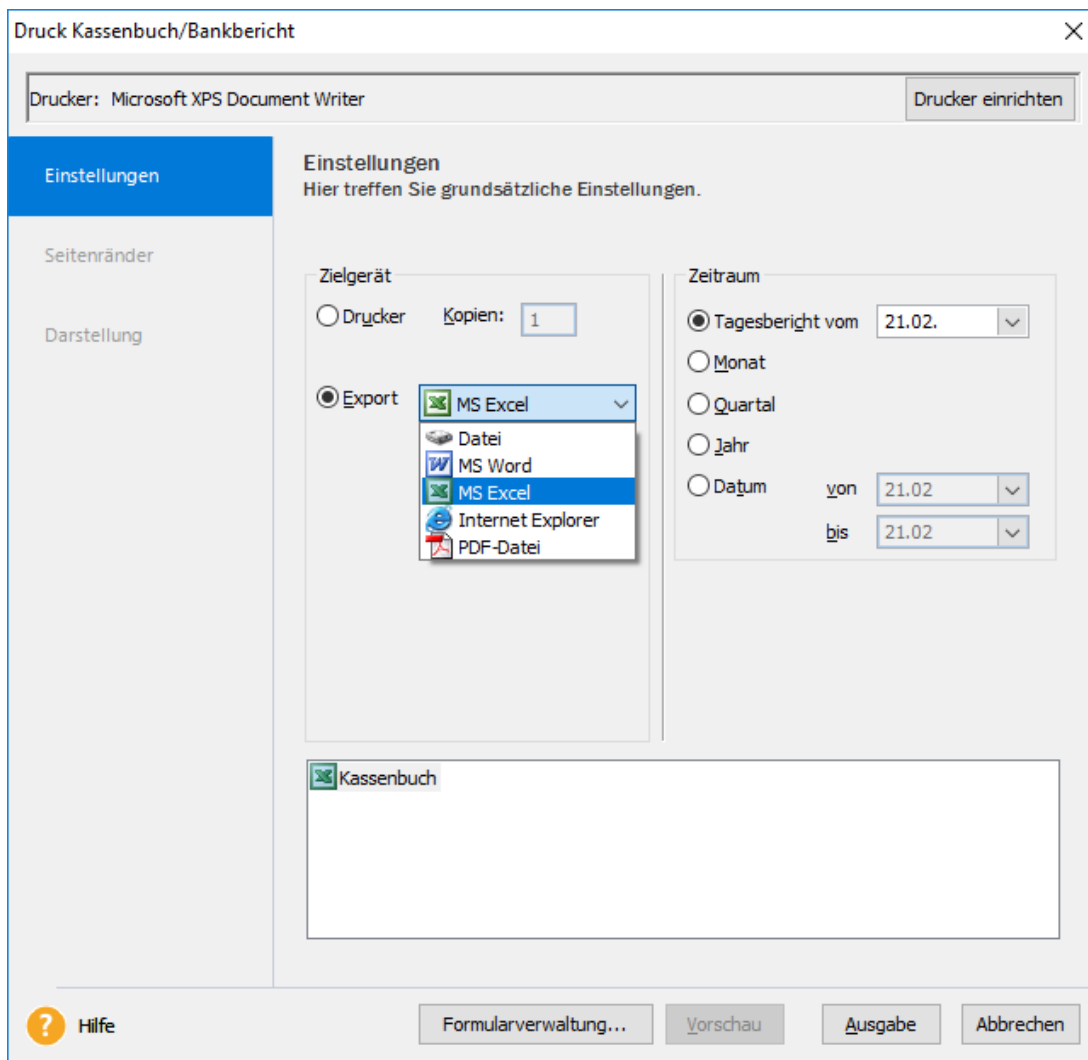 Druck Kassenbuch/Bankbericht
Drucker: Microsoft XPS Document Writer
Drucker einrichten
Einstellungen
Seitenränder
Darstellung
Einstellungen
Hier treffen Sie grundsätzliche Einstellungen.
Zielgerät
Drucker Kopien: 1
Export MS Excel
Datei
MS Word
MS Excel
Internet Explorer
PDF-Datei
Zeitraum
Tagesbericht vom 21.02.
Monat
Quartal
Jahr
Datum von 21.02
bis 21.02
Kassenbuch
? Hilfe
Formularverwaltung...
Vorschau
Ausgabe
Abbrechen